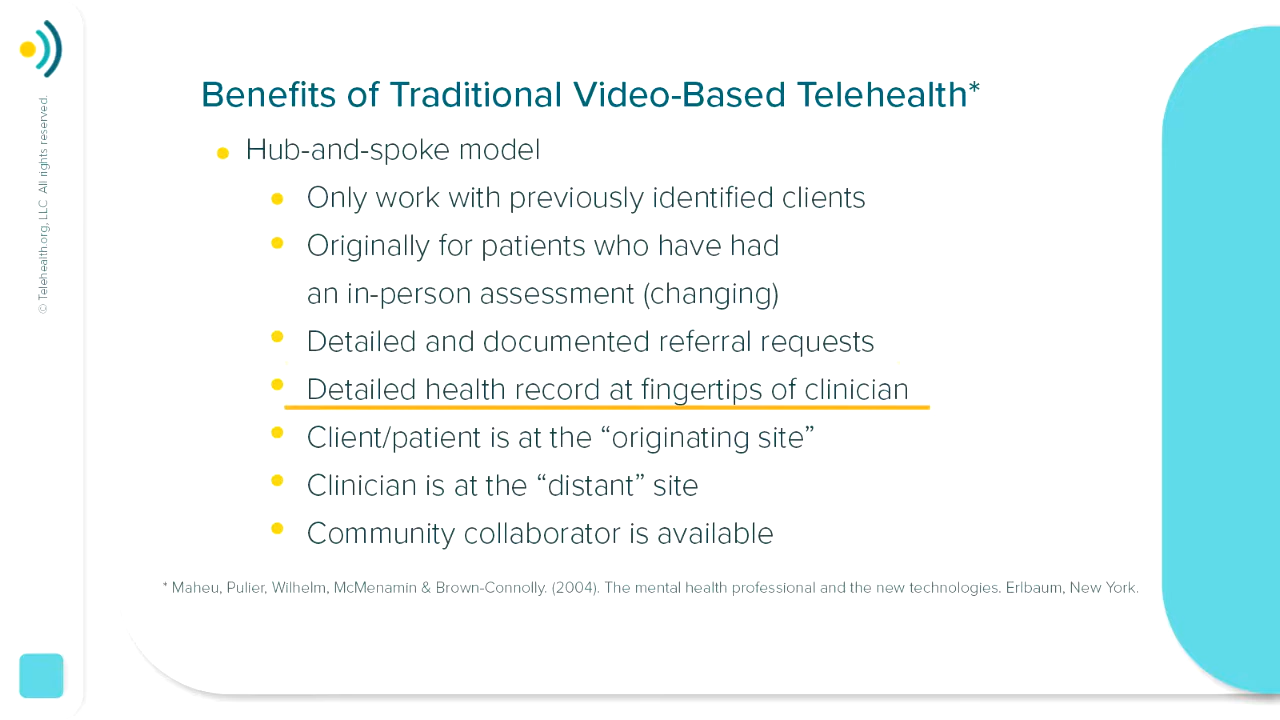 Benefits of Traditional Video-Based Telehealth*
Hub-and-spoke model
Only work with previously identified clients
Originally for patients who have had
an in-person assessment (changing)
Detailed and documented referral requests
Detailed health record at fingertips of clinician
Client/patient is at the “originating site”
Clinician is at the “distant” site
Community collaborator is available
* Maheu, Pulier, Wilhelm, McMenamin & Brown-Connolly. (2004). The mental health professional and the new technologies. Erlbaum, New York.
© Telehealth.org, LLC All rights reserved.